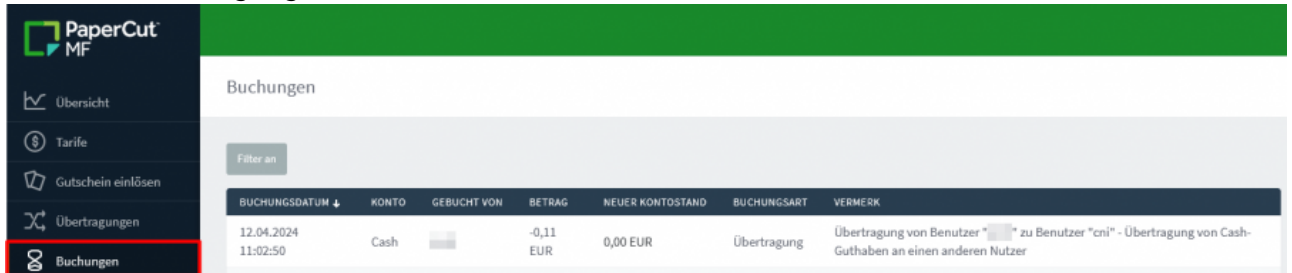 PaperCut
MF
Übersicht
Tarife
Gutschein einlösen
Übertragungen
Buchungen
Buchungen
Filter an
BUCHUNGSDATUM ↓ KONTO GEBUCHT VON BETRAG NEUER KONTOSTAND BUCHUNGSART VERMERK
12.04.2024
11:02:50
Cash
-0,11
EUR
0,00 EUR
Übertragung
Übertragung von Benutzer " " zu Benutzer "cni" - Übertragung von Cash-
Guthaben an einen anderen Nutzer